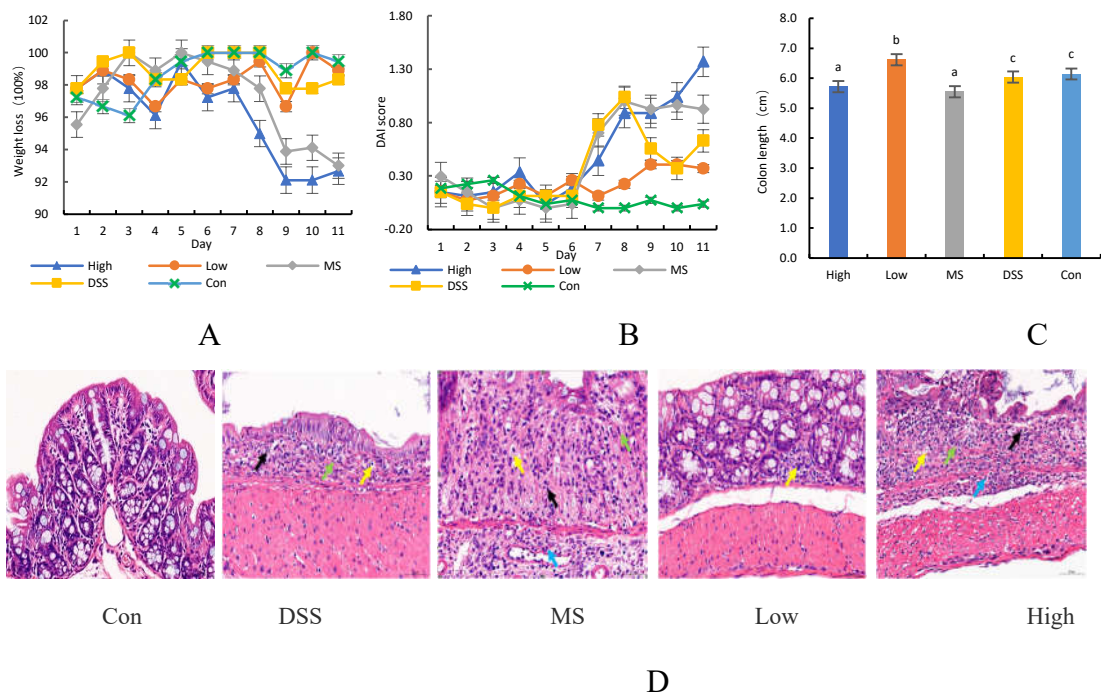 102
100
98
96
94
92
90
Weight loss (100%)
1 2 3 4 5 6 7 8 9 10 11
Day
High Low MS
DSS Con
A
1.80
1.30
0.80
0.30
-0.20
DAI score
1 2 3 4 5 6 7 8 9 10 11
Day
High Low MS
DSS Con
B
8.0
7.0
6.0
5.0
4.0
3.0
2.0
1.0
0.0
Colon length (cm)
a b a c c
High Low MS DSS Con
C
Con DSS MS Low High
D